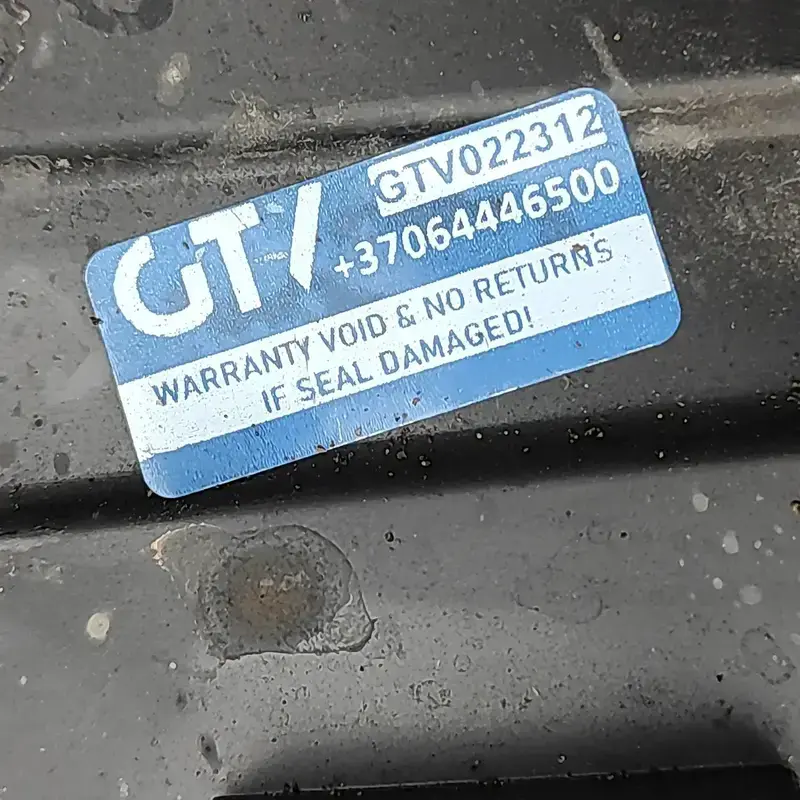 GTV
GTV022312
+37064446500
WARRANTY VOID & NO RETURNS
IF SEAL DAMAGED!